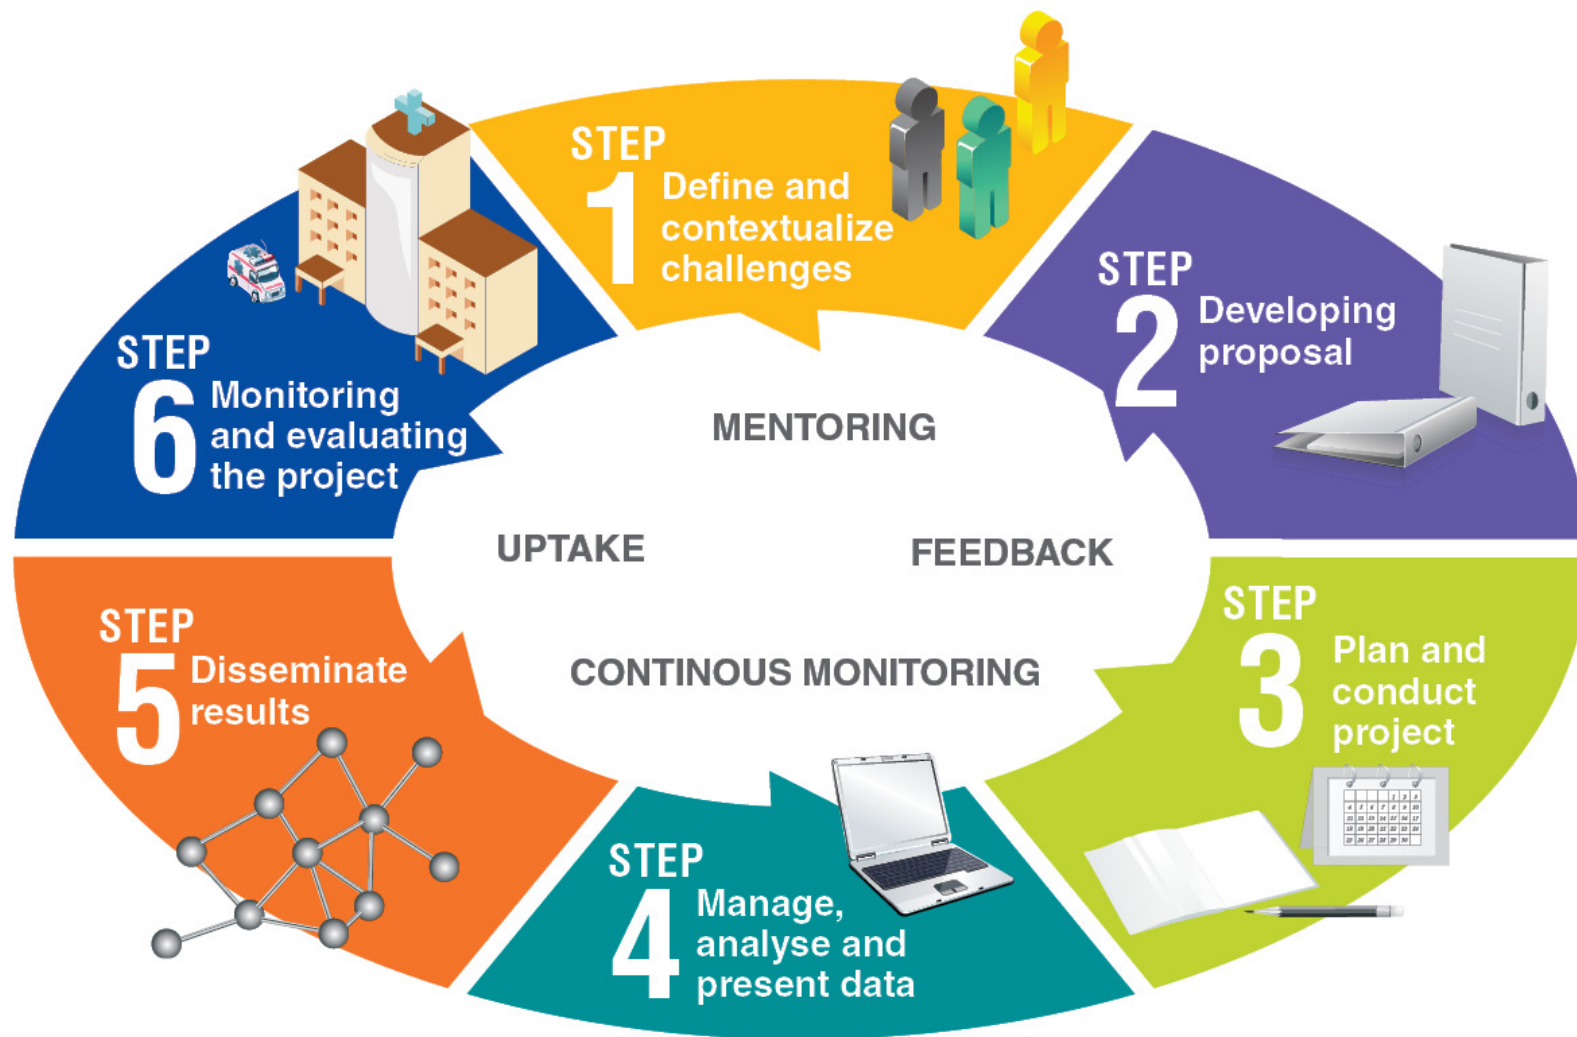 STEP
1
Define and
contextualize
challenges
STEP
2
Developing
proposal
STEP
3
Plan and
conduct
project
STEP
4
Manage,
analyse and
present data
STEP
5
Disseminate
results
STEP
6
Monitoring
and evaluating
the project
MENTORING
UPTAKE
FEEDBACK
CONTINOUS MONITORING